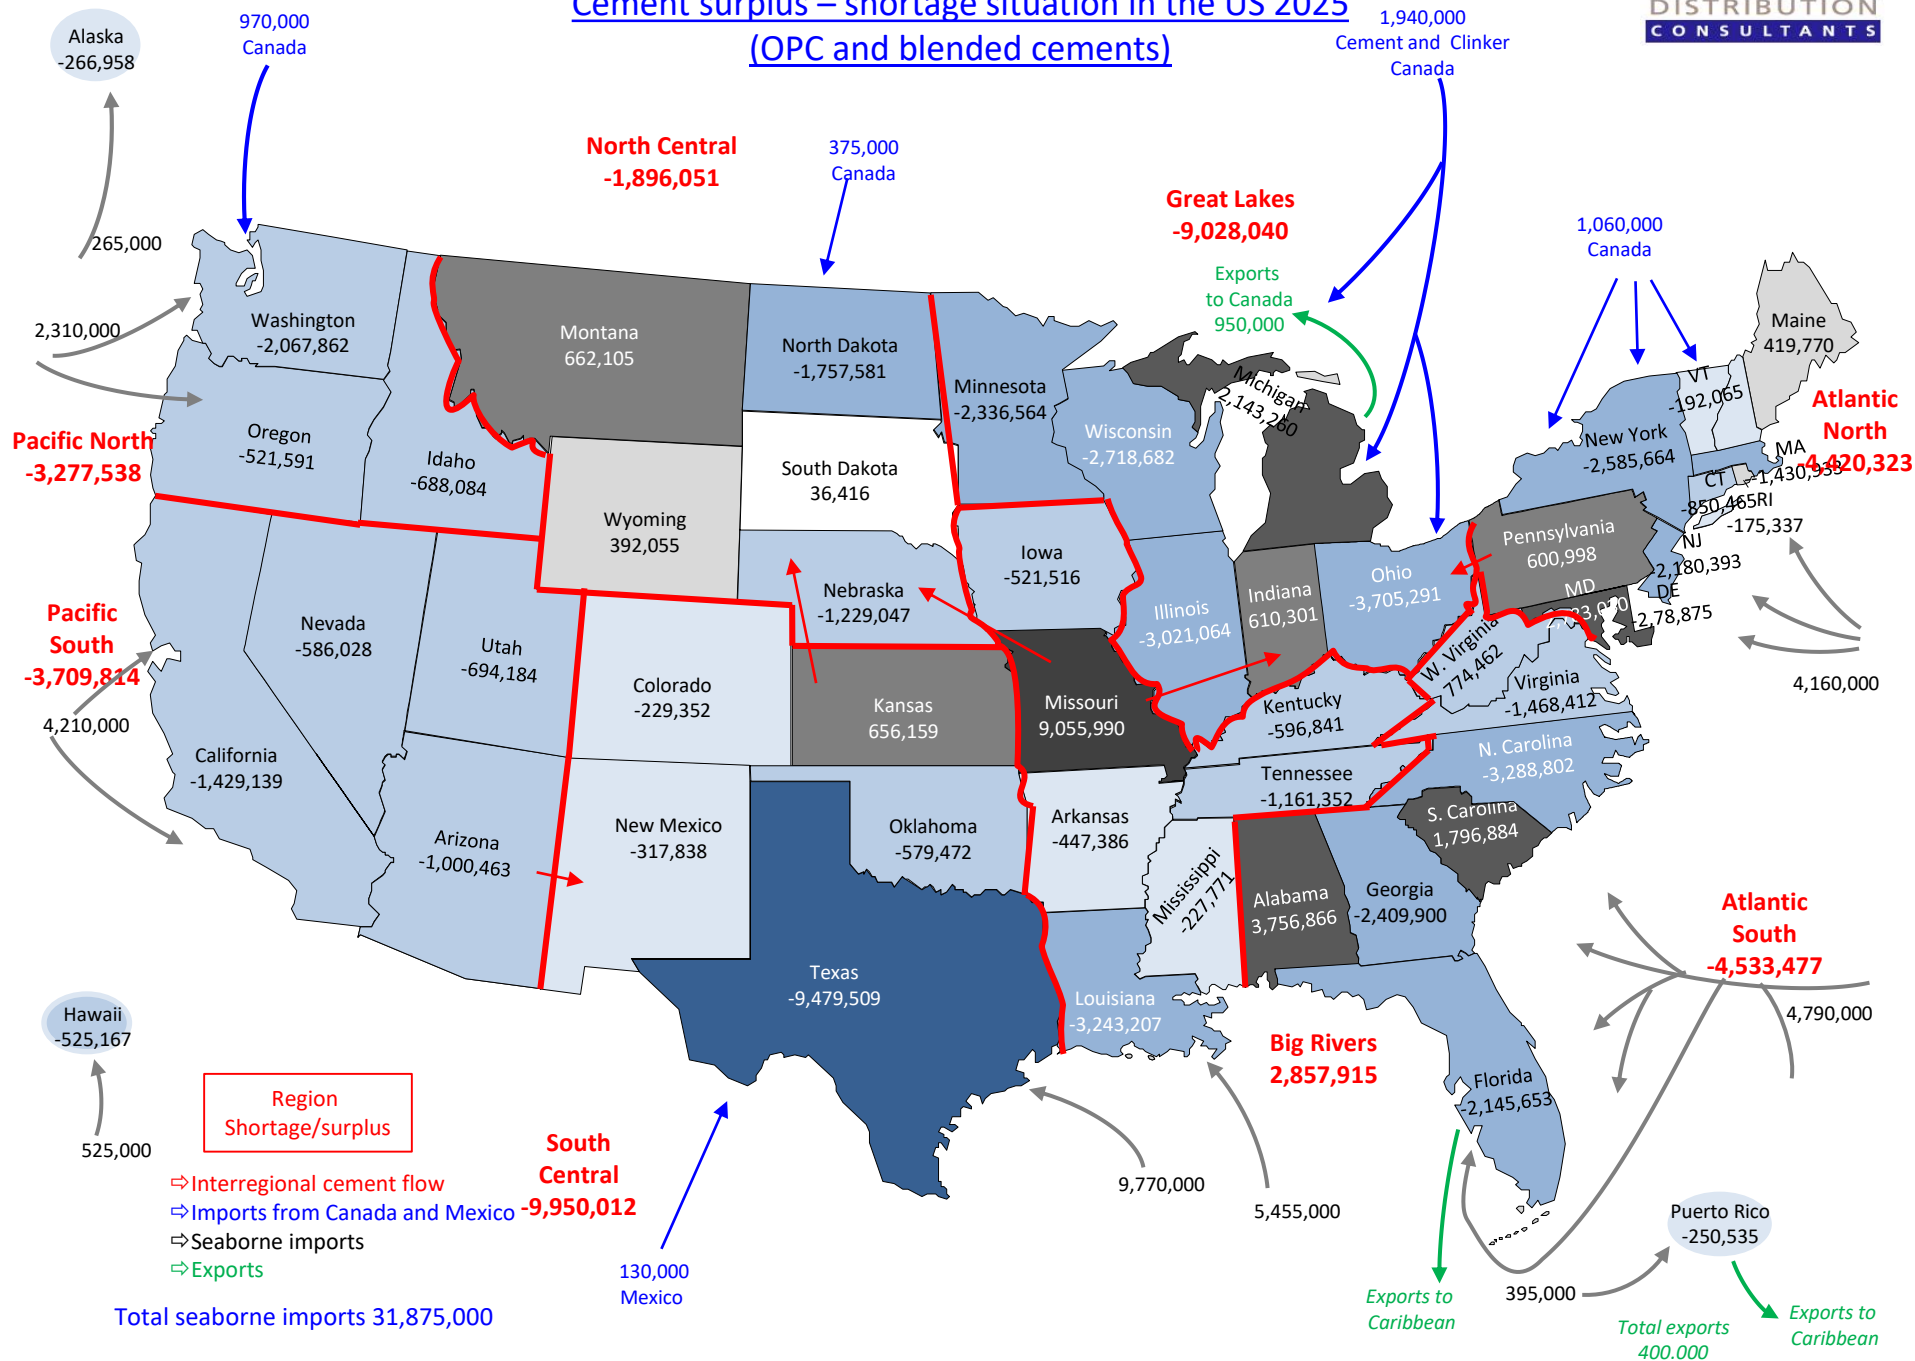 Cement surplus – shortage situation in the US 2025
(OPC and blended cements)
DISTRIBUTION
CONSULTANTS
Alaska
-266,958
970,000
Canada
1,940,000
Cement and Clinker
Canada
North Central
-1,896,051
375,000
Canada
Great Lakes
-9,028,040
Exports
to Canada
950,000
1,060,000
Canada
265,000
2,310,000
Washington
-2,067,862
Montana
662,105
North Dakota
-1,757,581
Minnesota
-2,336,564
Michigan
2,143,260
Maine
419,770
VT
-192,065
Atlantic
North
-4,420,323
Pacific North
-3,277,538
Oregon
-521,591
Idaho
-688,084
South Dakota
36,416
Wisconsin
-2,718,682
New York
-2,585,664
MA
-1,430,933
CT
-850,465
RI
-175,337
Wyoming
392,055
Iowa
-521,516
Pennsylvania
600,998
NJ
-2,180,393
Nebraska
-1,229,047
Illinois
-3,021,064
Indiana
610,301
Ohio
-3,705,291
MD
DE
-2,78,875
Pacific
South
-3,709,814
Nevada
-586,028
Utah
-694,184
Colorado
-229,352
Kansas
656,159
Missouri
9,055,990
Kentucky
-596,841
W. Virginia
774,462
Virginia
-1,468,412
4,160,000
4,210,000
California
-1,429,139
N. Carolina
-3,288,802
Tennessee
-1,161,352
Arizona
-1,000,463
New Mexico
-317,838
Oklahoma
-579,472
Arkansas
-447,386
S. Carolina
1,796,884
Mississippi
-227,771
Alabama
3,756,866
Georgia
-2,409,900
Atlantic
South
-4,533,477
Texas
-9,479,509
Louisiana
-3,243,207
4,790,000
Hawaii
-525,167
Big Rivers
2,857,915
Florida
-2,145,653
525,000
Region
Shortage/surplus
South
Central
-9,950,012
9,770,000
5,455,000
⇨Interregional cement flow
⇨Imports from Canada and Mexico
⇨Seaborne imports
⇨Exports
Puerto Rico
-250,535
130,000
Mexico
395,000
Exports to
Caribbean
Exports to
Caribbean
Total exports
400.000
Total seaborne imports 31,875,000